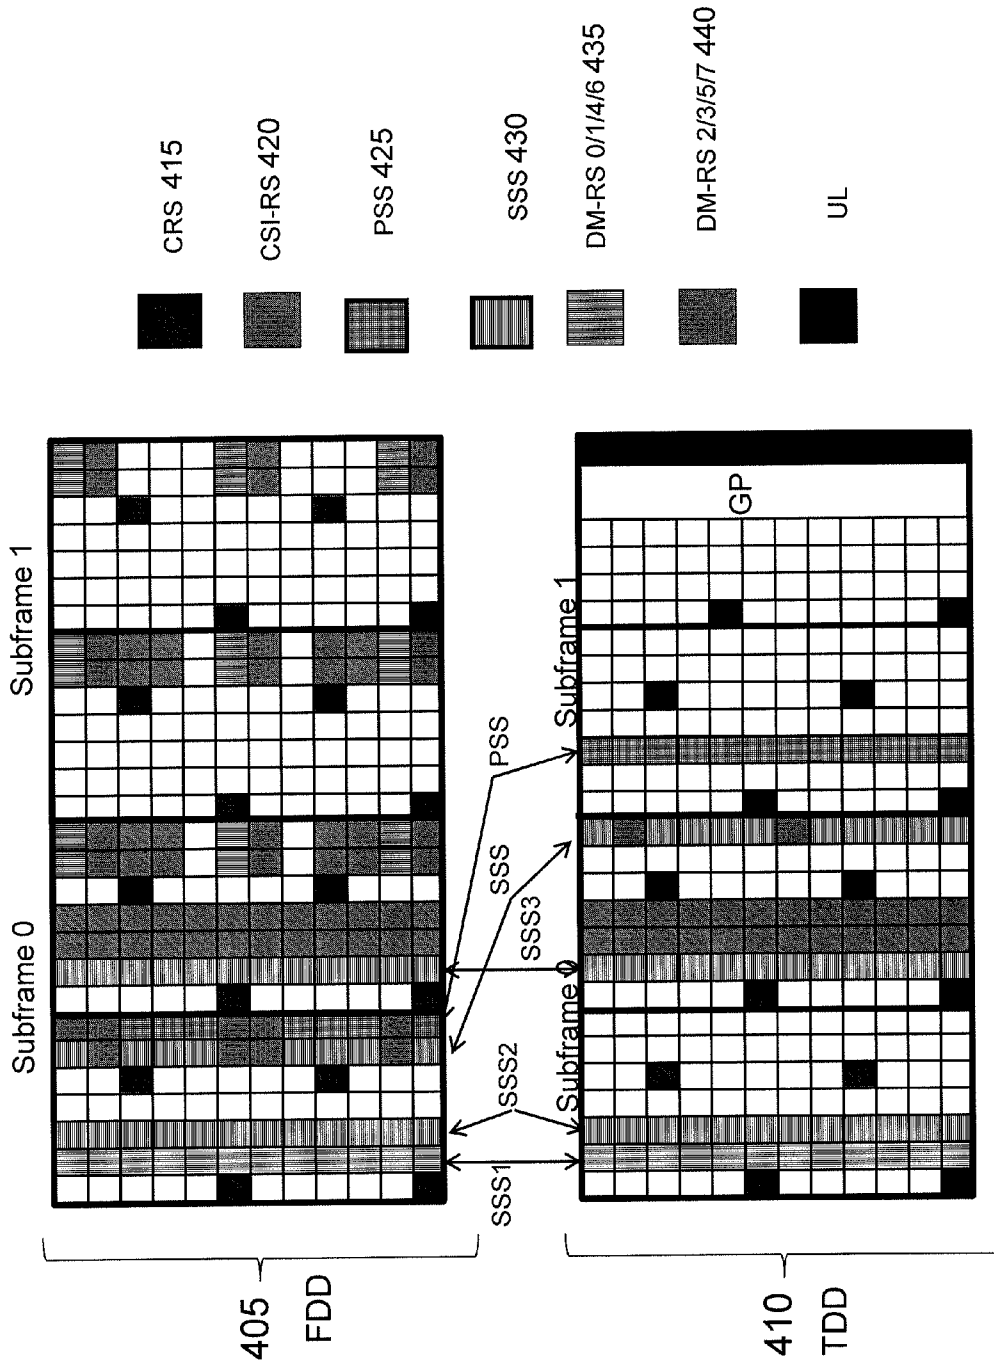 405
FDD
Subframe 0
Subframe 1
SSS1
SSS2
SSS3
SSS
PSS
410
TDD
Subframe 0
Subframe 1
GP
CRS 415
CSI-RS 420
PSS 425
SSS 430
DM-RS 0/1/4/6 435
DM-RS 2/3/5/7 440
UL